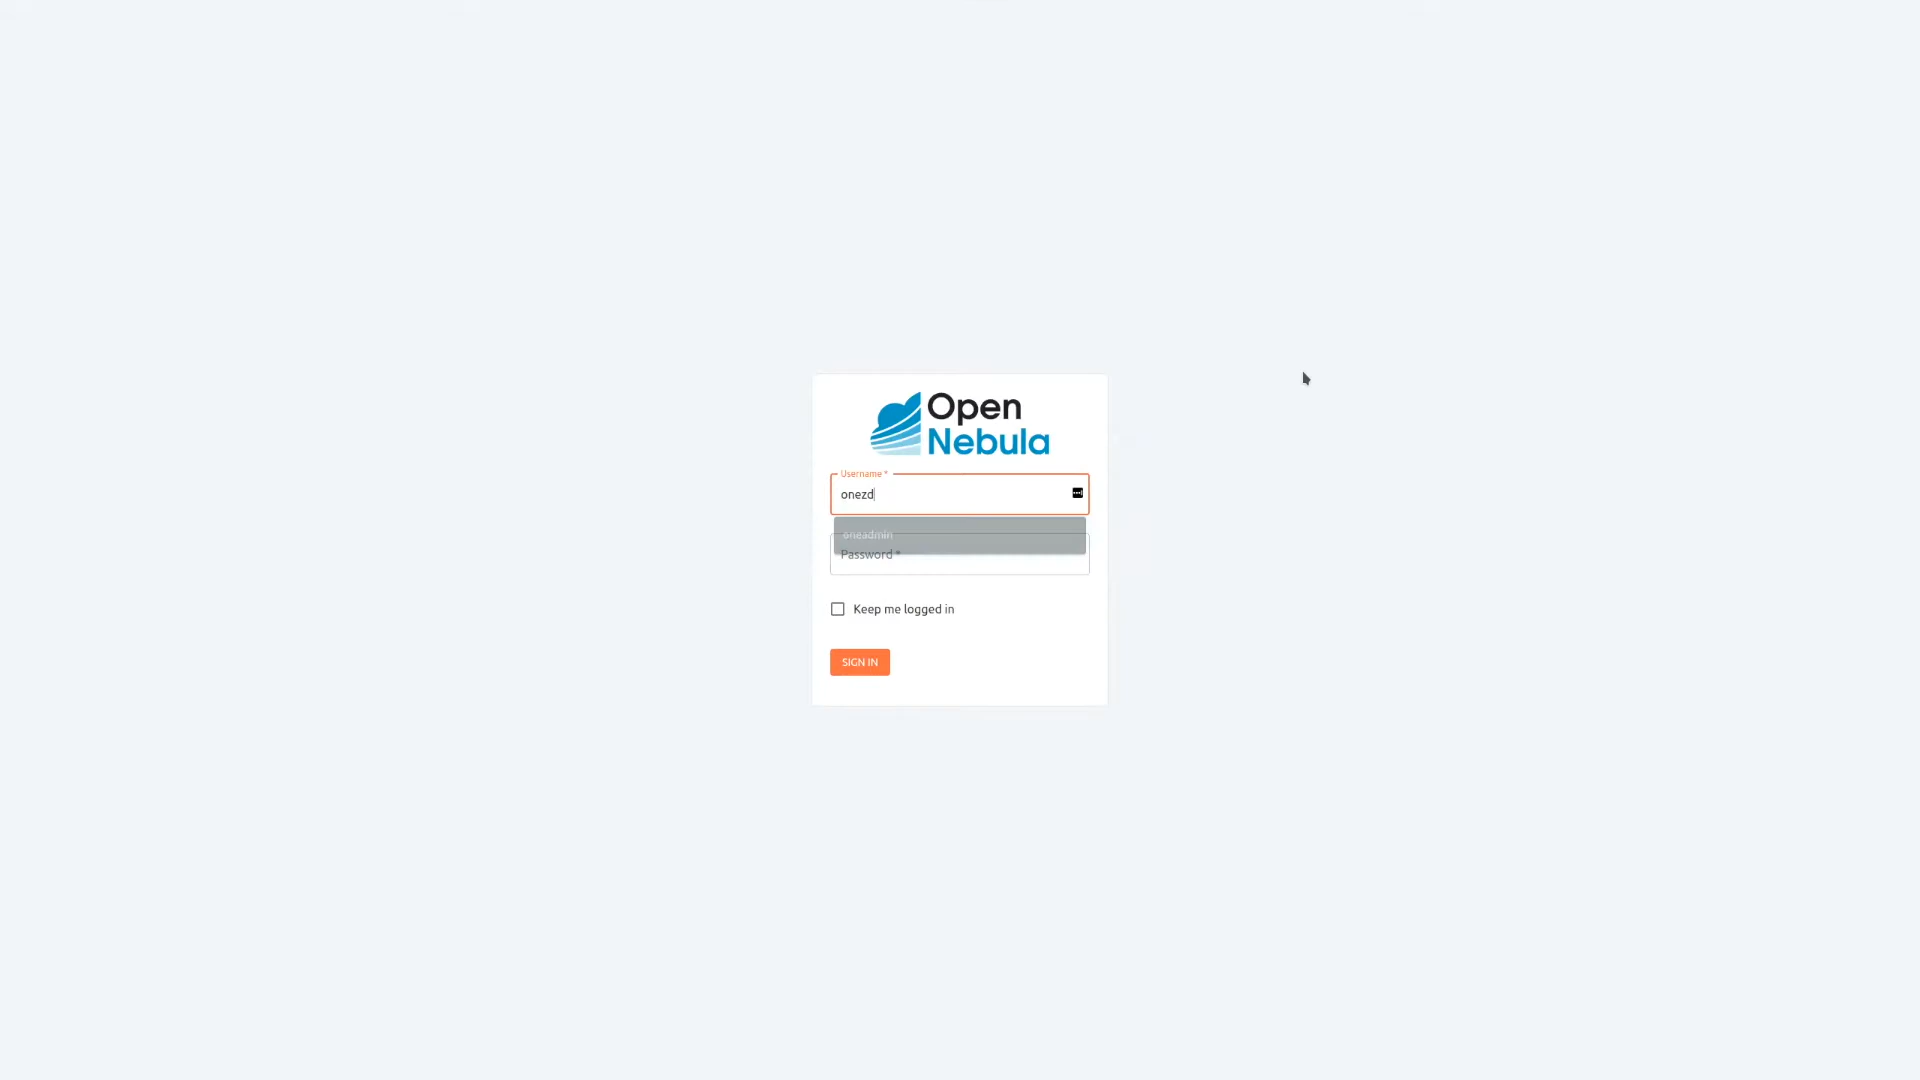 Open
Nebula
Username *
onezd
oneadmin
Password *
Keep me logged in
SIGN IN